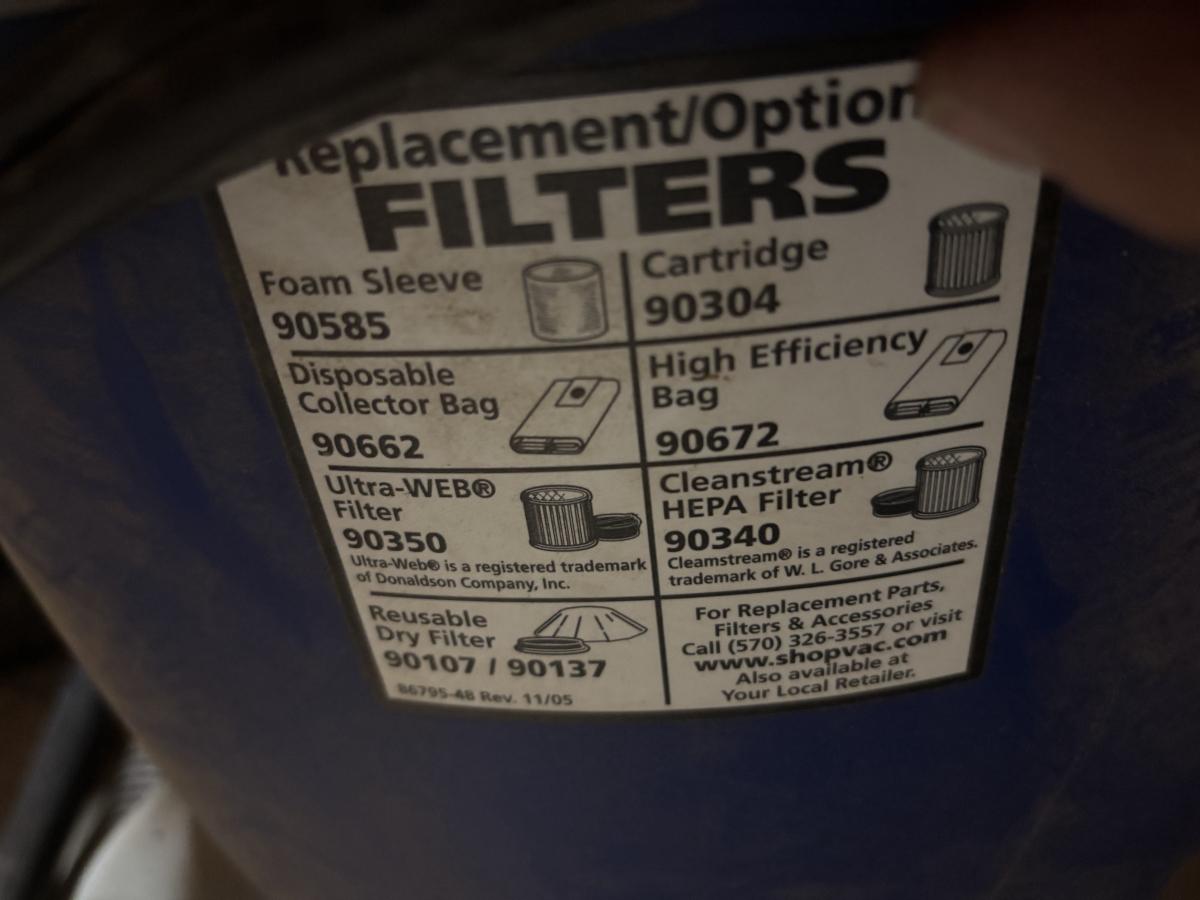 Replacement/Option
FILTERS
Foam Sleeve
90585
Cartridge
90304
Disposable
Collector Bag
90662
High Efficiency
Bag
90672
Ultra-WEB®
Filter
90350
Ultra-Web® is a registered trademark
of Donaldson Company, Inc.
Cleanstream®
HEPA Filter
90340
Cleamstream® is a registered
trademark of W. L. Gore & Associates.
Reusable
Dry Filter
90107 / 90137
86795-48 Rev. 11/05
For Replacement Parts,
Filters & Accessories
Call (570) 326-3557 or visit
www.shopvac.com
Also available at
Your Local Retailer.